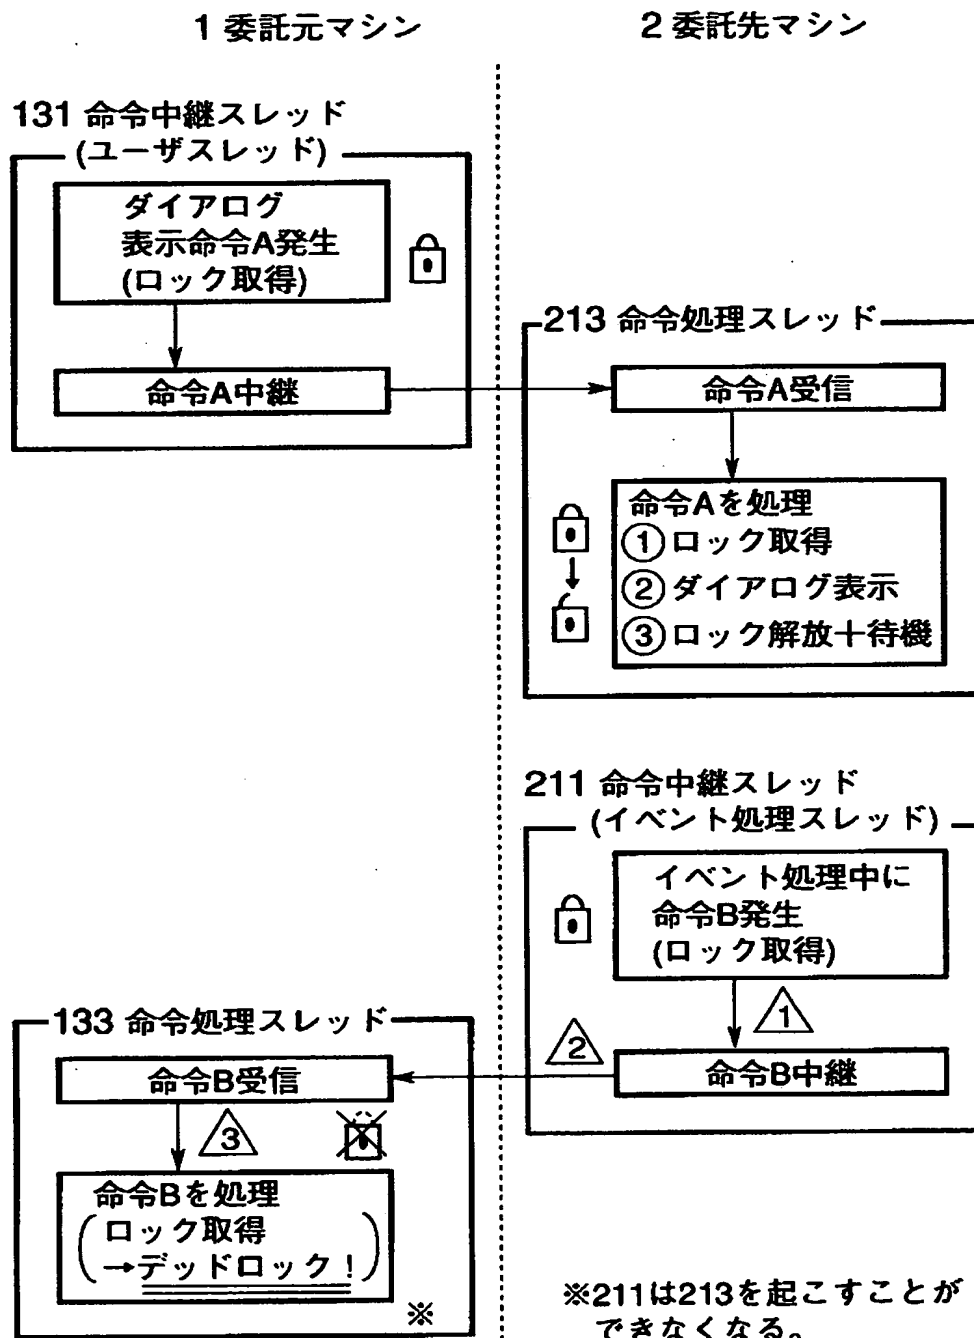 1 委託元マシン
2 委託先マシン
131 命令中継スレッド
(ユーザスレッド)
ダイアログ
表示命令A発生
(ロック取得)
命令A中継
213 命令処理スレッド
命令A受信
命令Aを処理
①ロック取得
②ダイアログ表示
③ロック解放＋待機
211 命令中継スレッド
(イベント処理スレッド)
イベント処理中に
命令B発生
(ロック取得)
1
命令B中継
2
133 命令処理スレッド
命令B受信
3
命令Bを処理
(ロック取得
→デッドロック！)
※
※211は213を起こすことが
できなくなる。